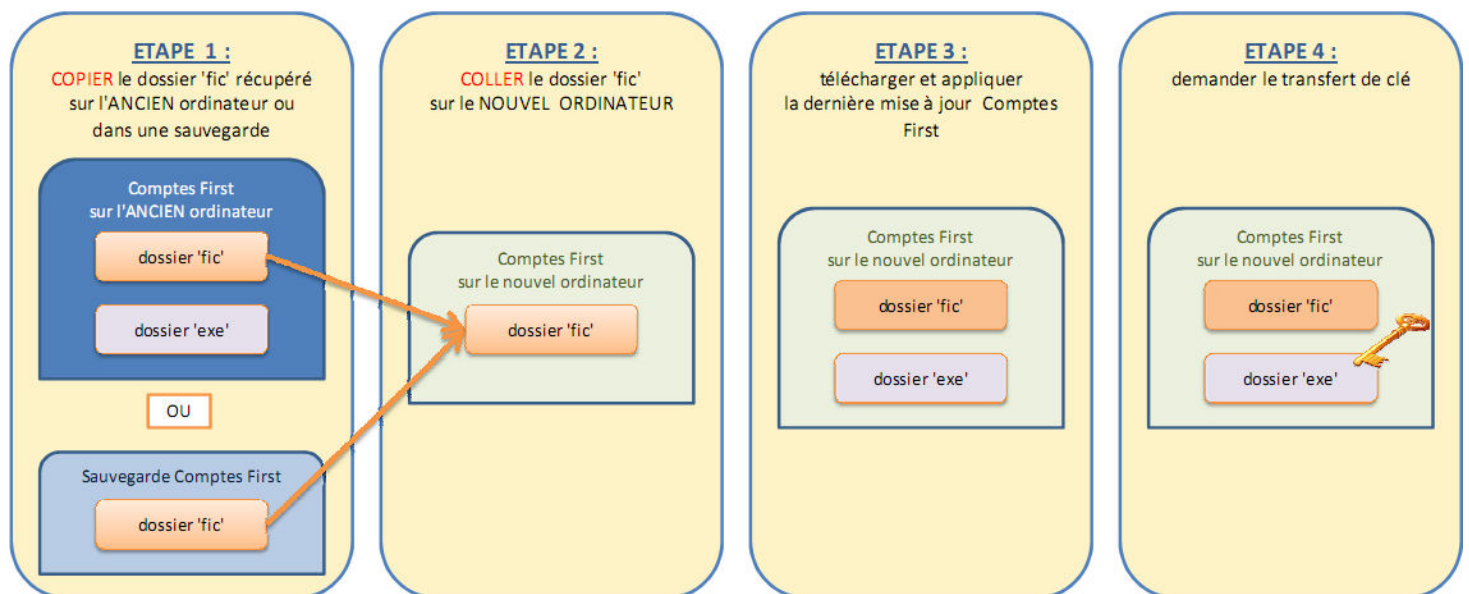 ETAPE 1 :
COPIER le dossier 'fic' récupéré
sur l'ANCIEN ordinateur ou
dans une sauvegarde
Comptes First
sur l'ANCIEN ordinateur
dossier 'fic'
dossier 'exe'
OU
Sauvegarde Comptes First
dossier 'fic'
ETAPE 2 :
COLLER le dossier 'fic'
sur le NOUVEL ORDINATEUR
Comptes First
sur le nouvel ordinateur
dossier 'fic'
ETAPE 3 :
télécharger et appliquer
la dernière mise à jour Comptes
First
Comptes First
sur le nouvel ordinateur
dossier 'fic'
dossier 'exe'
ETAPE 4 :
demander le transfert de clé
Comptes First
sur le nouvel ordinateur
dossier 'fic'
dossier 'exe'